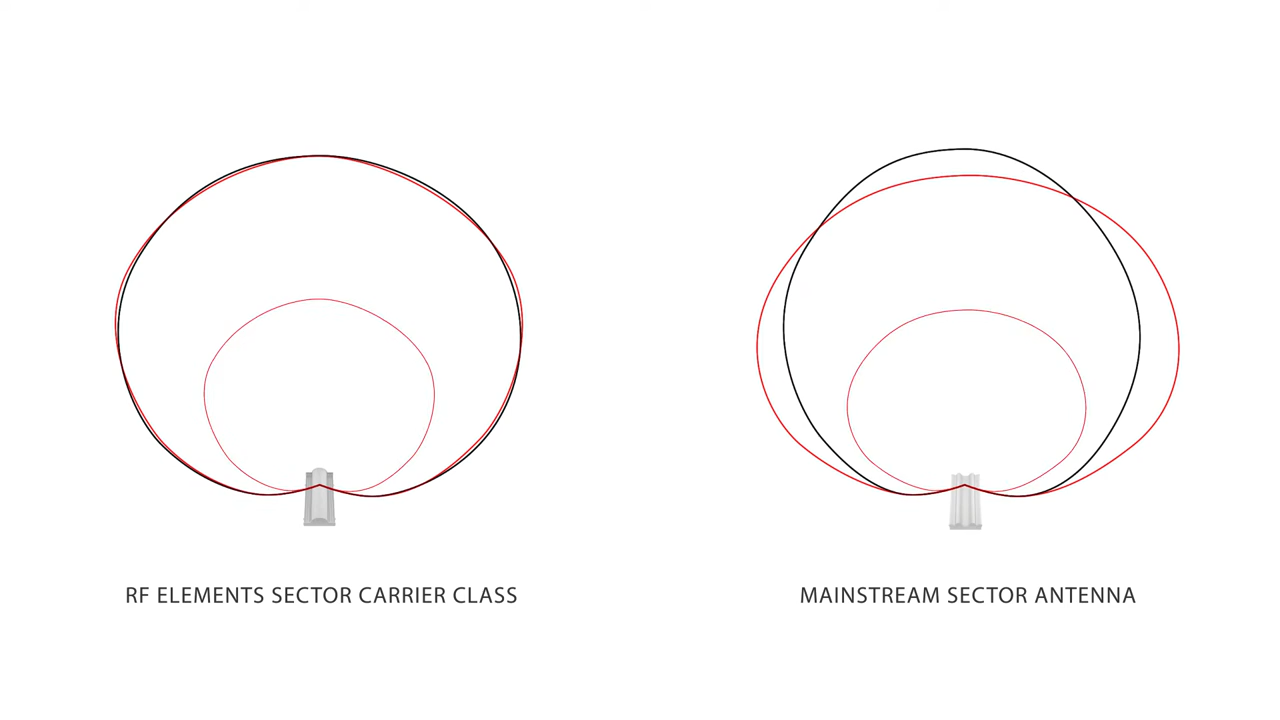 RF ELEMENTS SECTOR CARRIER CLASS
MAINSTREAM SECTOR ANTENNA